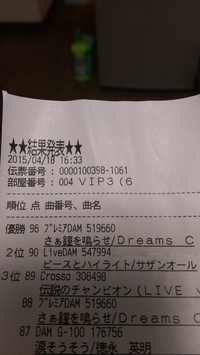 ★★結果発表★★
2015/04/18 16:33
伝票番号 : 0000100398-1061
部屋番号 : 004 VIP3(6
順位 点 曲番号、曲名
優勝 96 プレミアDAM 519660
さぁ鐘を鳴らせ/Dreams C
2位 90 LiveDAM 547994
ピースとハイライト/サザンオール
3位 89 Crosso 308498
伝説のチャンピオン(LIVE
88 プレミアDAM 519660
さぁ鐘を鳴らせ/Dreams C
87 DAM G-100 176756
涙そうそう/徳永 英明